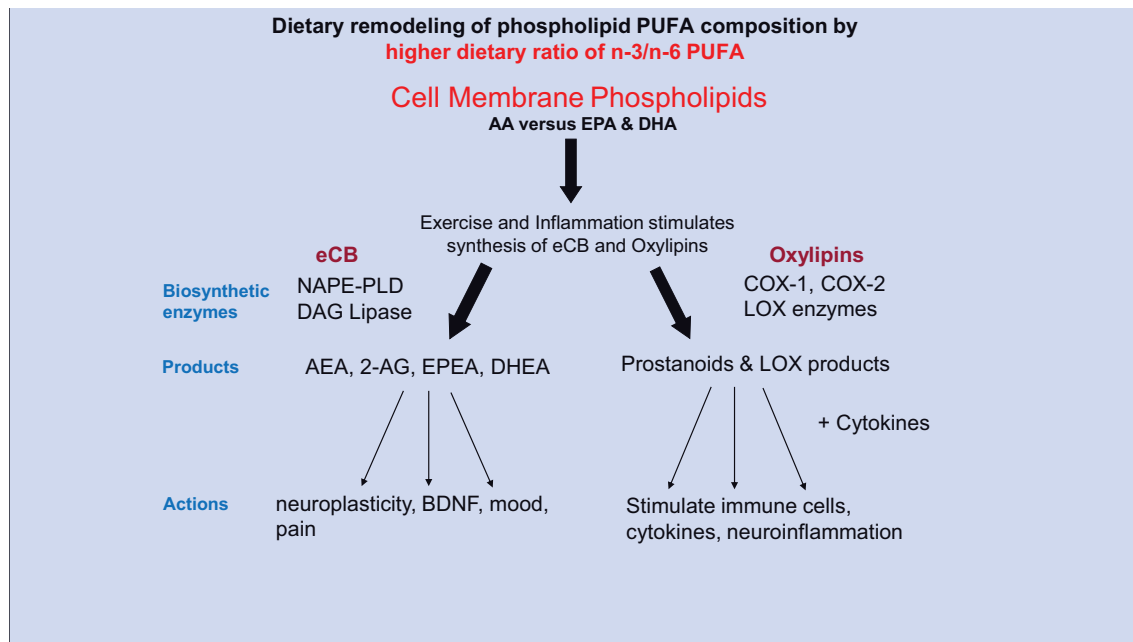 Dietary remodeling of phospholipid PUFA composition by
higher dietary ratio of n-3/n-6 PUFA
Cell Membrane Phospholipids
AA versus EPA & DHA
Exercise and Inflammation stimulates
synthesis of eCB and Oxylipins
eCB
Oxylipins
Biosynthetic
enzymes
NAPE-PLD
DAG Lipase
COX-1, COX-2
LOX enzymes
Products
AEA, 2-AG, EPEA, DHEA
Prostanoids & LOX products
+ Cytokines
Actions
neuroplasticity, BDNF, mood,
pain
Stimulate immune cells,
cytokines, neuroinflammation